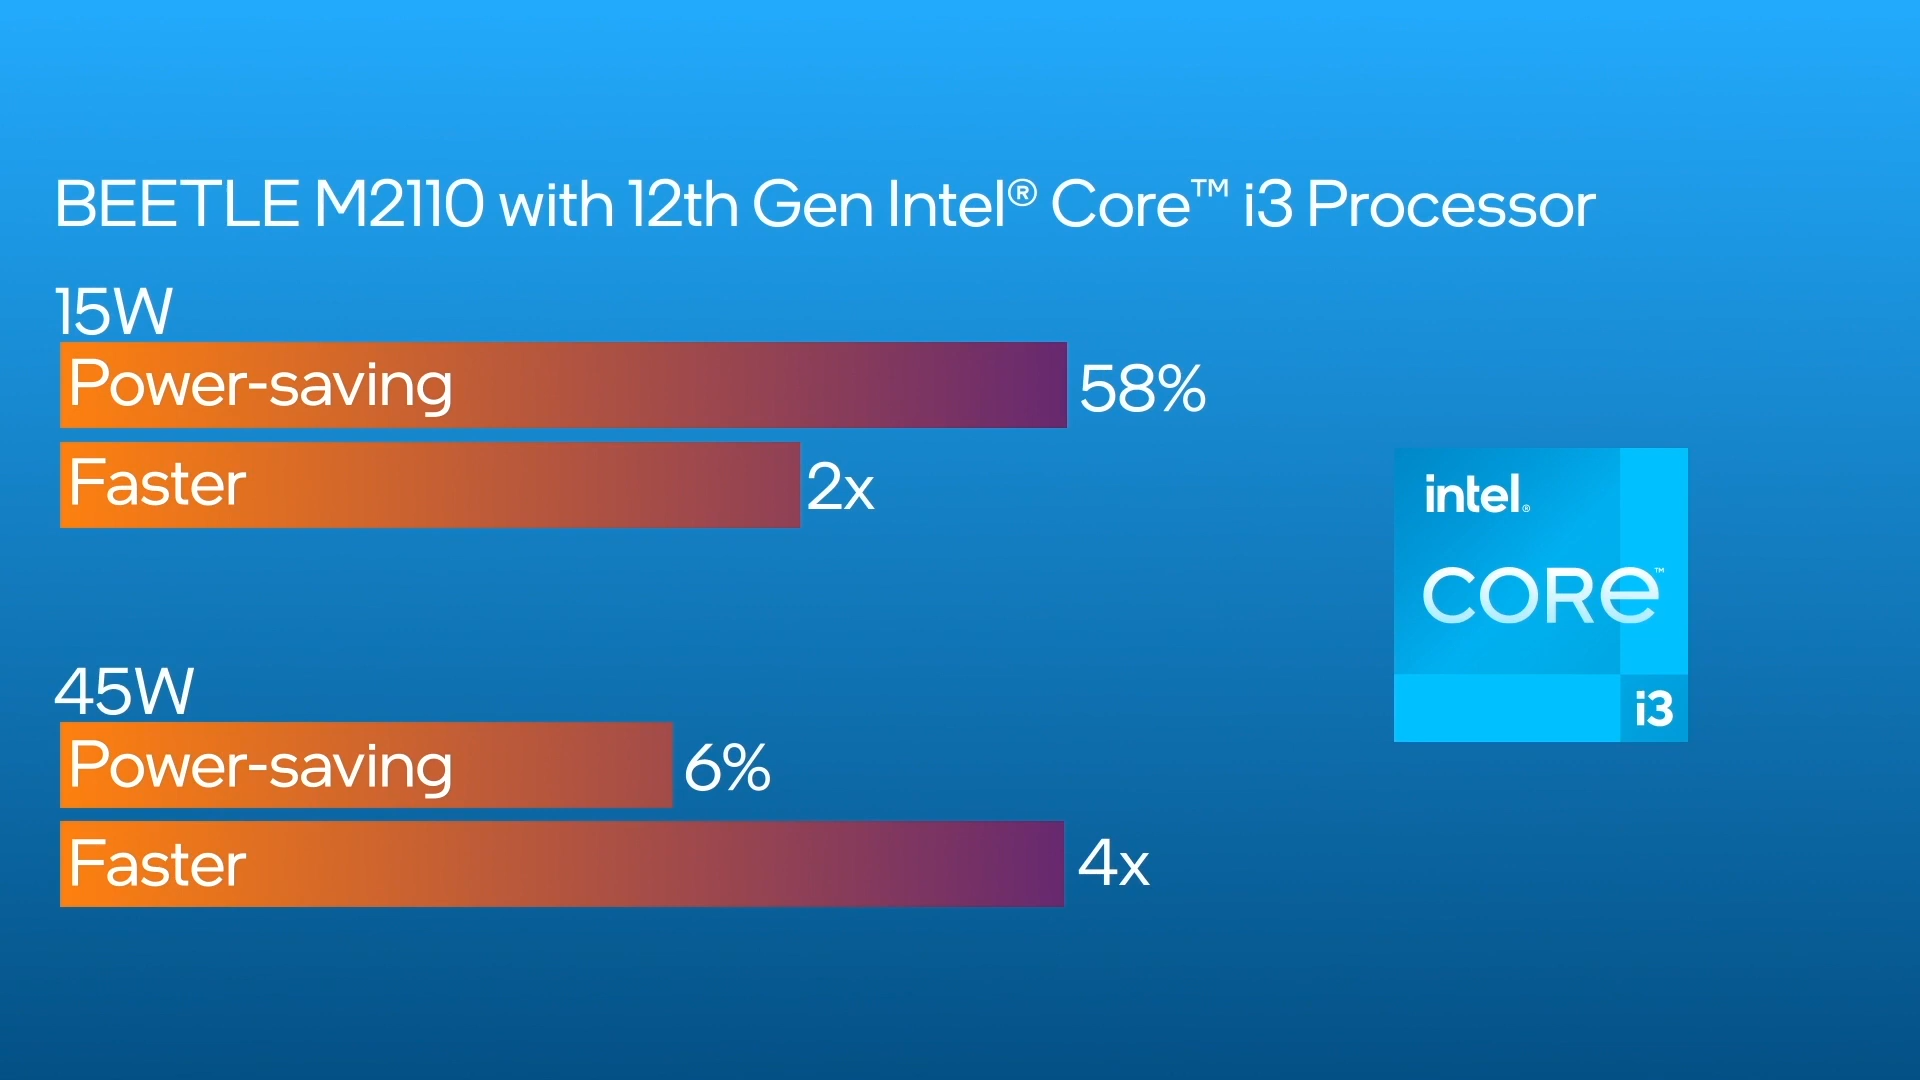 BEETLE M2110 with 12th Gen Intel® Core™ i3 Processor
15W
Power-saving 58%
Faster 2x
intel®
CORe™
i3
45W
Power-saving 6%
Faster 4x